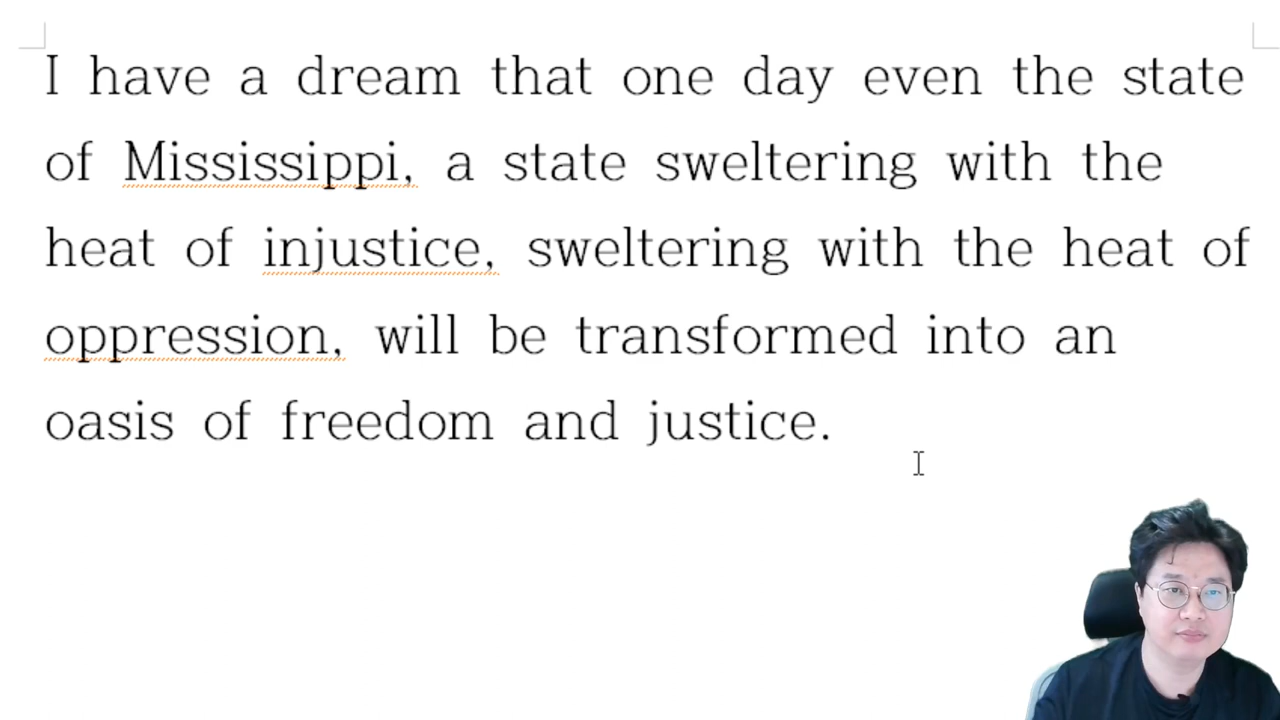 I have a dream that one day even the state
of Mississippi, a state sweltering with the
heat of injustice, sweltering with the heat of
oppression, will be transformed into an
oasis of freedom and justice.